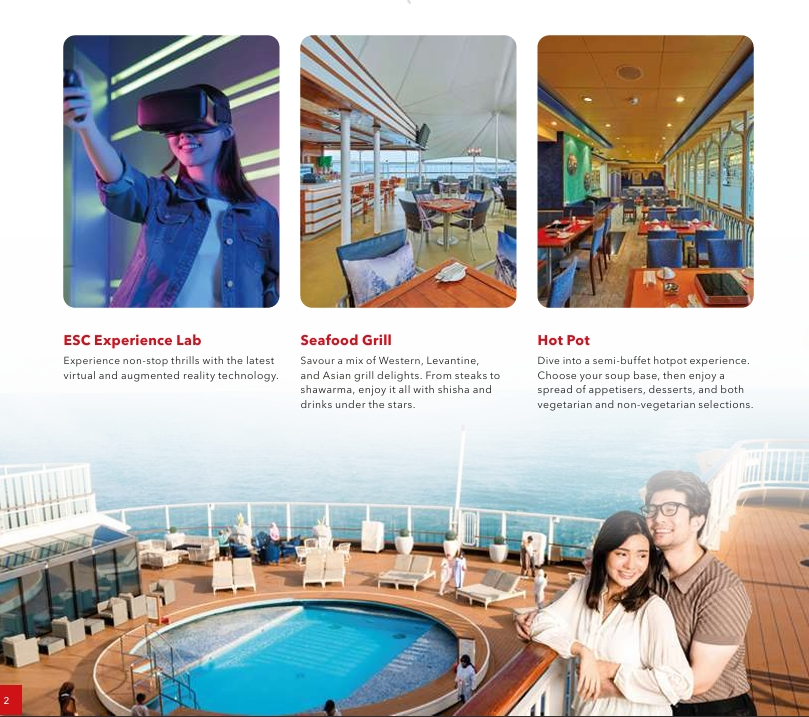 ESC Experience Lab
Experience non-stop thrills with the latest
virtual and augmented reality technology.
Seafood Grill
Savour a mix of Western, Levantine,
and Asian grill delights. From steaks to
shawarma, enjoy it all with shisha and
drinks under the stars.
Hot Pot
Dive into a semi-buffet hotpot experience.
Choose your soup base, then enjoy a
spread of appetisers, desserts, and both
vegetarian and non-vegetarian selections.
2